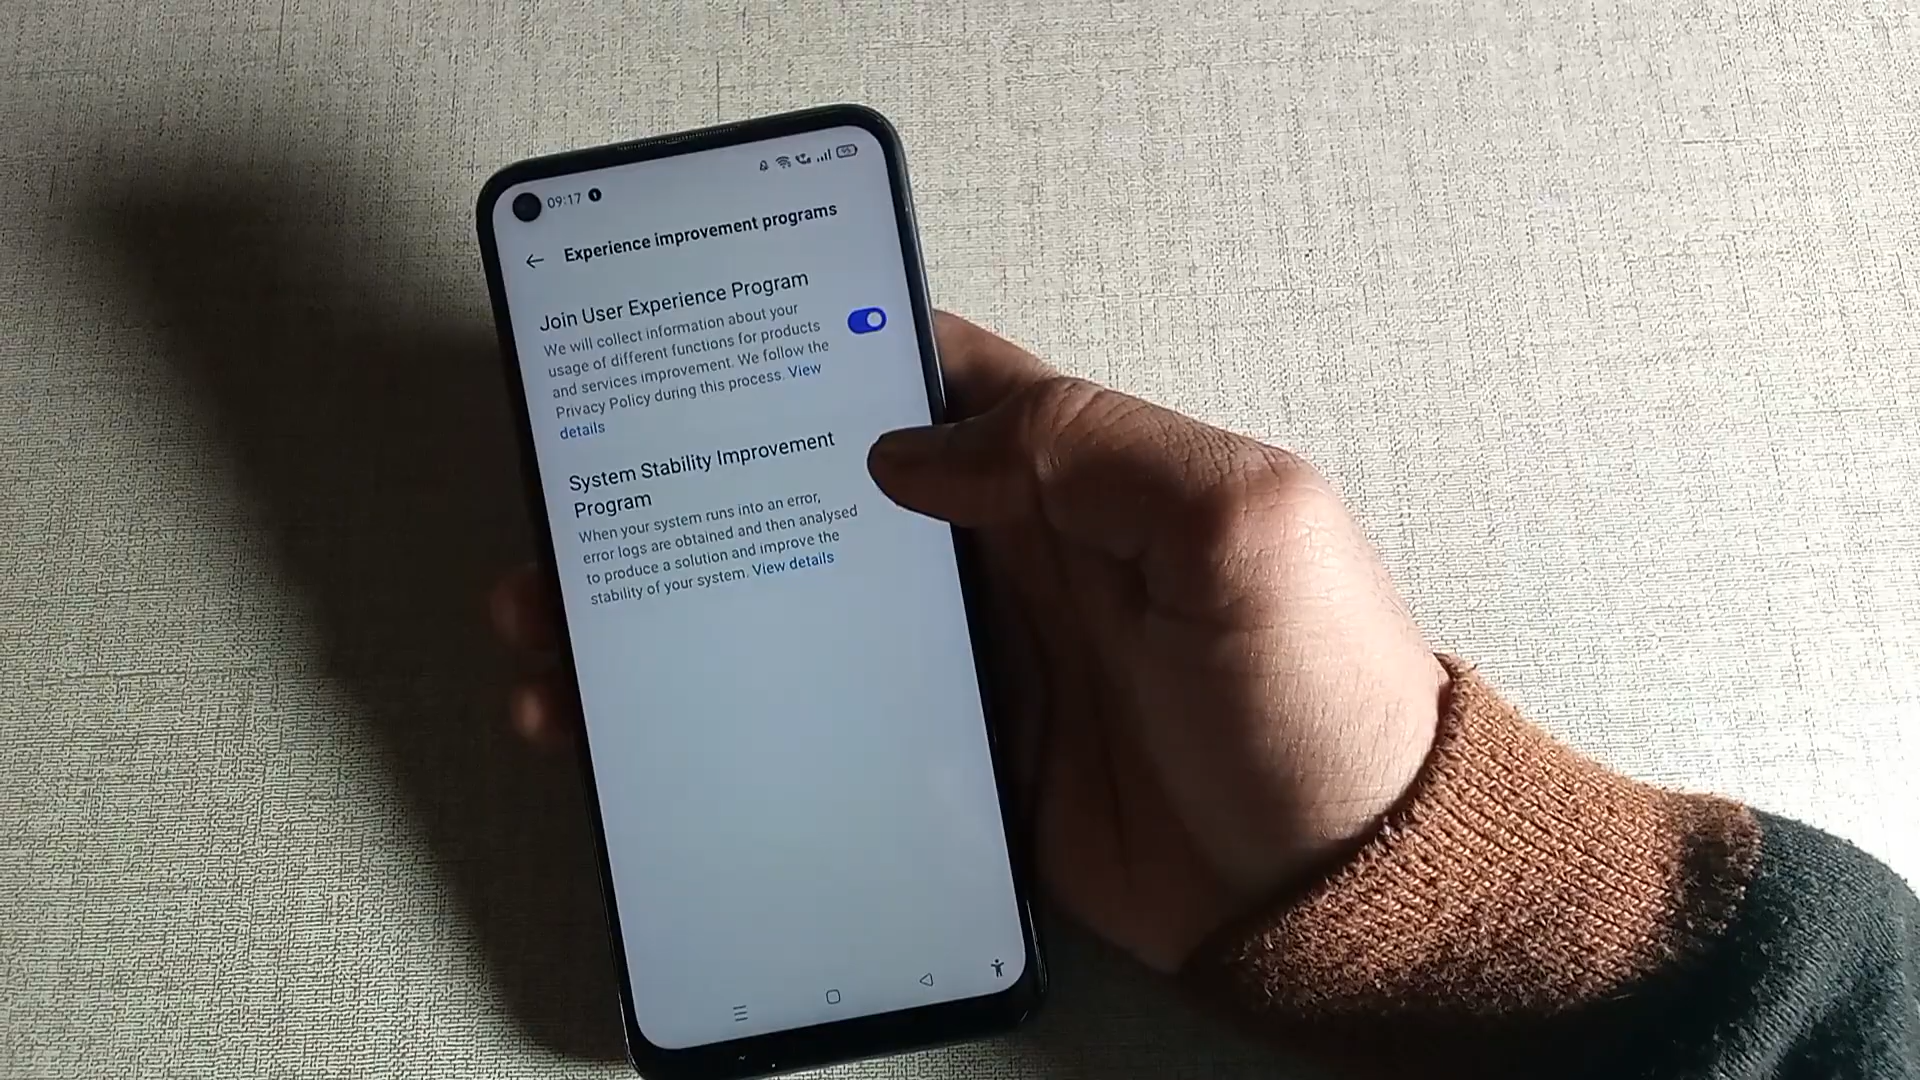 09:17
Experience improvement programs
Join User Experience Program
We will collect information about your
usage of different functions for products
and services improvement. We follow the
Privacy Policy during this process. View
details
System Stability Improvement
Program
When your system runs into an error,
error logs are obtained and then analysed
to produce a solution and improve the
stability of your system. View details